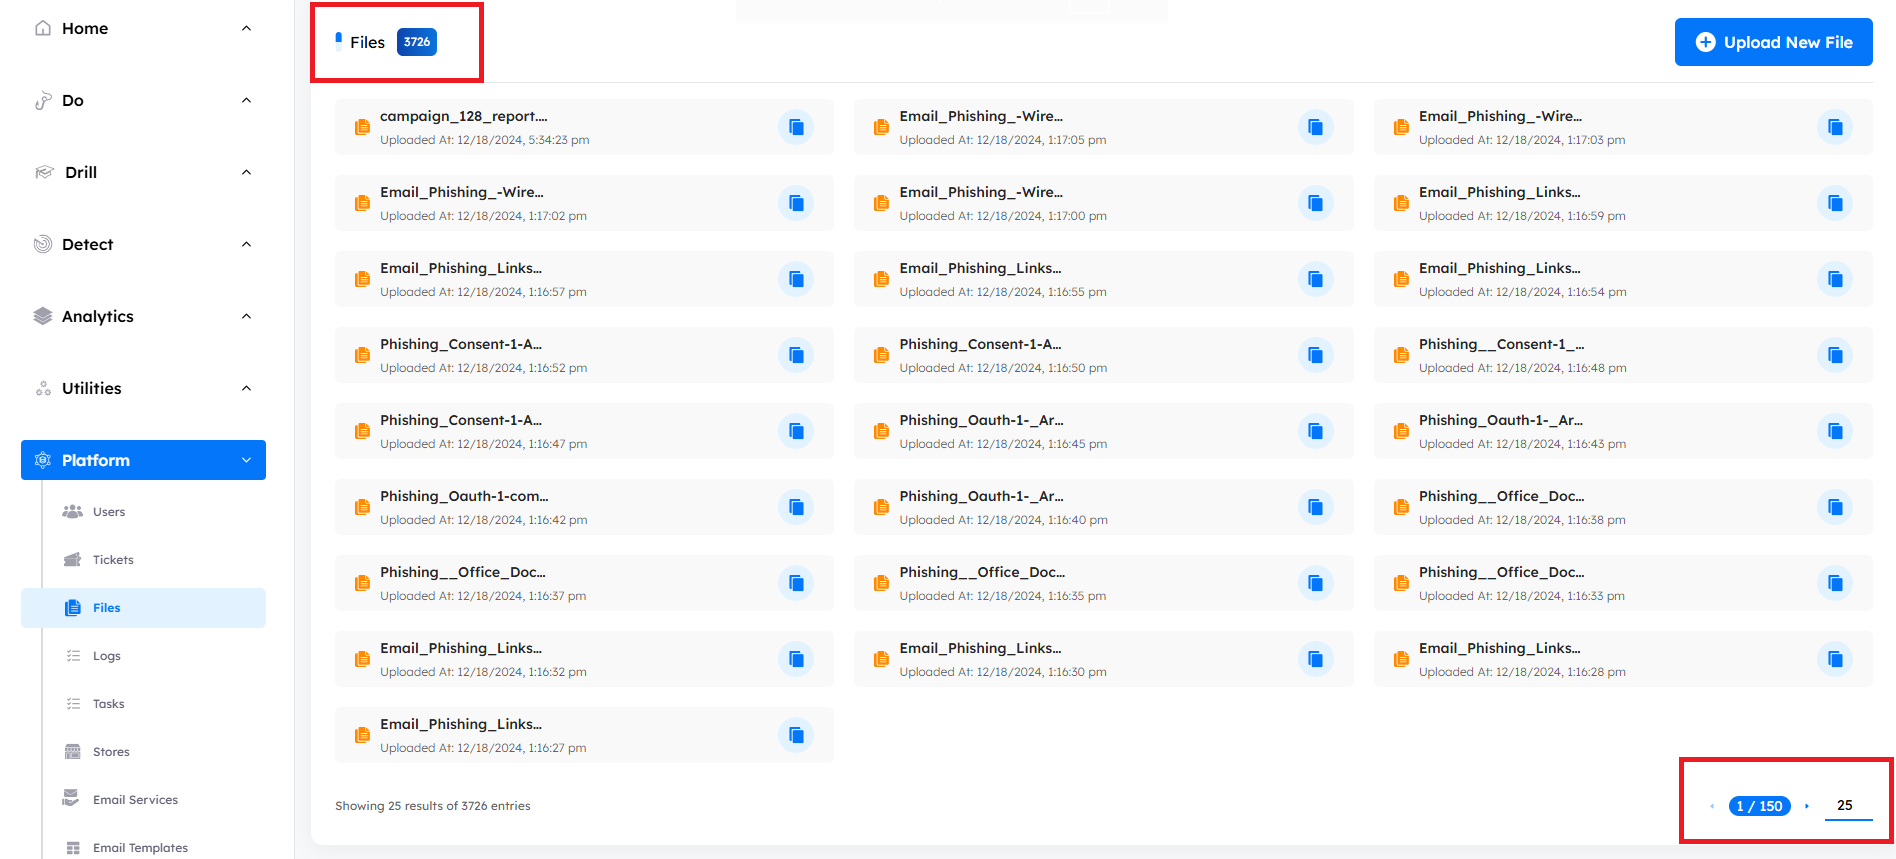 Home
Do
Drill
Detect
Analytics
Utilities
Platform
Users
Tickets
Files
Logs
Tasks
Stores
Email Services
Email Templates
Files 3726
Upload New File
campaign_128_report....
Uploaded At: 12/18/2024, 5:34:23 pm
Email_Phishing_-Wire...
Uploaded At: 12/18/2024, 1:17:05 pm
Email_Phishing_-Wire...
Uploaded At: 12/18/2024, 1:17:03 pm
Email_Phishing_-Wire...
Uploaded At: 12/18/2024, 1:17:02 pm
Email_Phishing_-Wire...
Uploaded At: 12/18/2024, 1:17:00 pm
Email_Phishing_Links...
Uploaded At: 12/18/2024, 1:16:59 pm
Email_Phishing_Links...
Uploaded At: 12/18/2024, 1:16:57 pm
Email_Phishing_Links...
Uploaded At: 12/18/2024, 1:16:55 pm
Email_Phishing_Links...
Uploaded At: 12/18/2024, 1:16:54 pm
Phishing_Consent-1-A...
Uploaded At: 12/18/2024, 1:16:52 pm
Phishing_Consent-1-A...
Uploaded At: 12/18/2024, 1:16:50 pm
Phishing__Consent-1_...
Uploaded At: 12/18/2024, 1:16:48 pm
Phishing_Consent-1-A...
Uploaded At: 12/18/2024, 1:16:47 pm
Phishing_Oauth-1-_Ar...
Uploaded At: 12/18/2024, 1:16:45 pm
Phishing_Oauth-1-_Ar...
Uploaded At: 12/18/2024, 1:16:43 pm
Phishing_Oauth-1-com...
Uploaded At: 12/18/2024, 1:16:42 pm
Phishing_Oauth-1-_Ar...
Uploaded At: 12/18/2024, 1:16:40 pm
Phishing__Office_Doc...
Uploaded At: 12/18/2024, 1:16:38 pm
Phishing__Office_Doc...
Uploaded At: 12/18/2024, 1:16:37 pm
Phishing__Office_Doc...
Uploaded At: 12/18/2024, 1:16:35 pm
Phishing__Office_Doc...
Uploaded At: 12/18/2024, 1:16:33 pm
Email_Phishing_Links...
Uploaded At: 12/18/2024, 1:16:32 pm
Email_Phishing_Links...
Uploaded At: 12/18/2024, 1:16:30 pm
Email_Phishing_Links...
Uploaded At: 12/18/2024, 1:16:28 pm
Email_Phishing_Links...
Uploaded At: 12/18/2024, 1:16:27 pm
Showing 25 results of 3726 entries
1 / 150
25